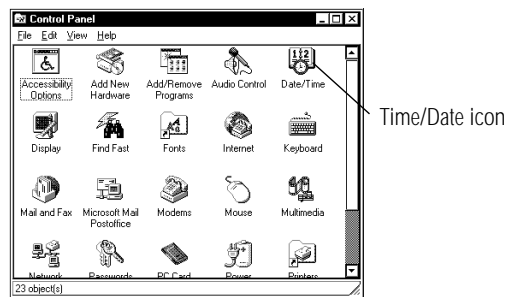 Control Panel
File Edit View Help
Accessibility Options
Add New Hardware
Add/Remove Programs
Audio Control
Date/Time
Time/Date icon
Display
Find Fast
Fonts
Internet
Keyboard
Mail and Fax
Microsoft Mail Postoffice
Modems
Mouse
Multimedia
Network
Passwords
PC Card
Power
Printers
23 object(s)